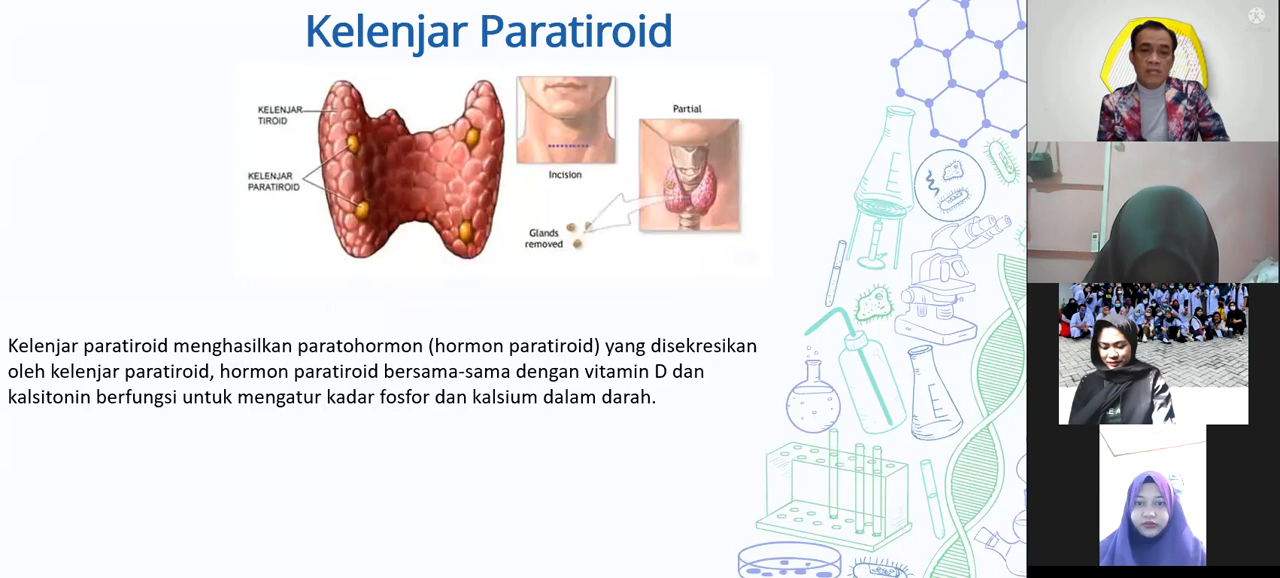 Kelenjar Paratiroid
KELENJAR
TIROID
KELENJAR
PARATIROID
Incision
Partial
Glands
removed
Kelenjar paratiroid menghasilkan paratohormon (hormon paratiroid) yang disekresikan
oleh kelenjar paratiroid, hormon paratiroid bersama-sama dengan vitamin D dan
kalsitonin berfungsi untuk mengatur kadar fosfor dan kalsium dalam darah.